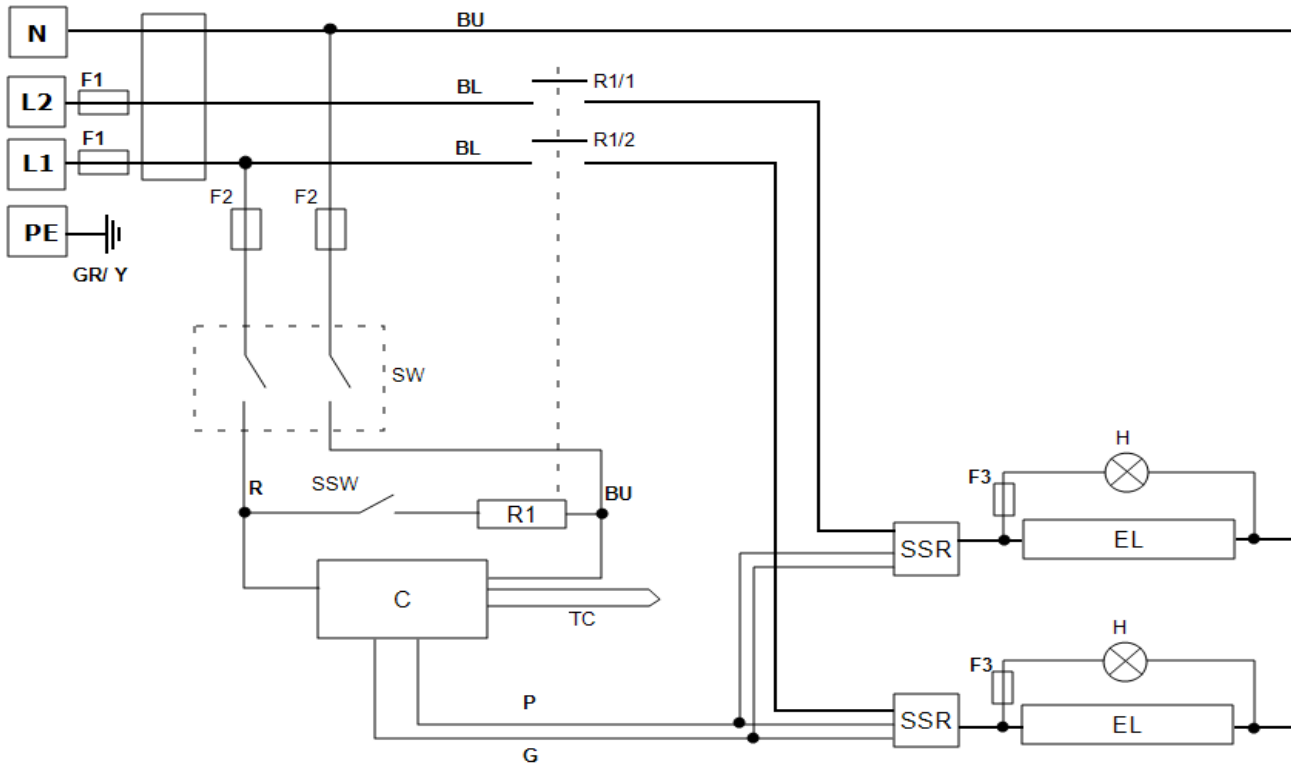 N
BU
F1
L2
BL
R1/1
F1
L1
BL
R1/2
F2
F2
PE
GR/ Y
SW
H
R
SSW
BU
F3
R1
SSR
EL
C
TC
H
F3
P
SSR
EL
G